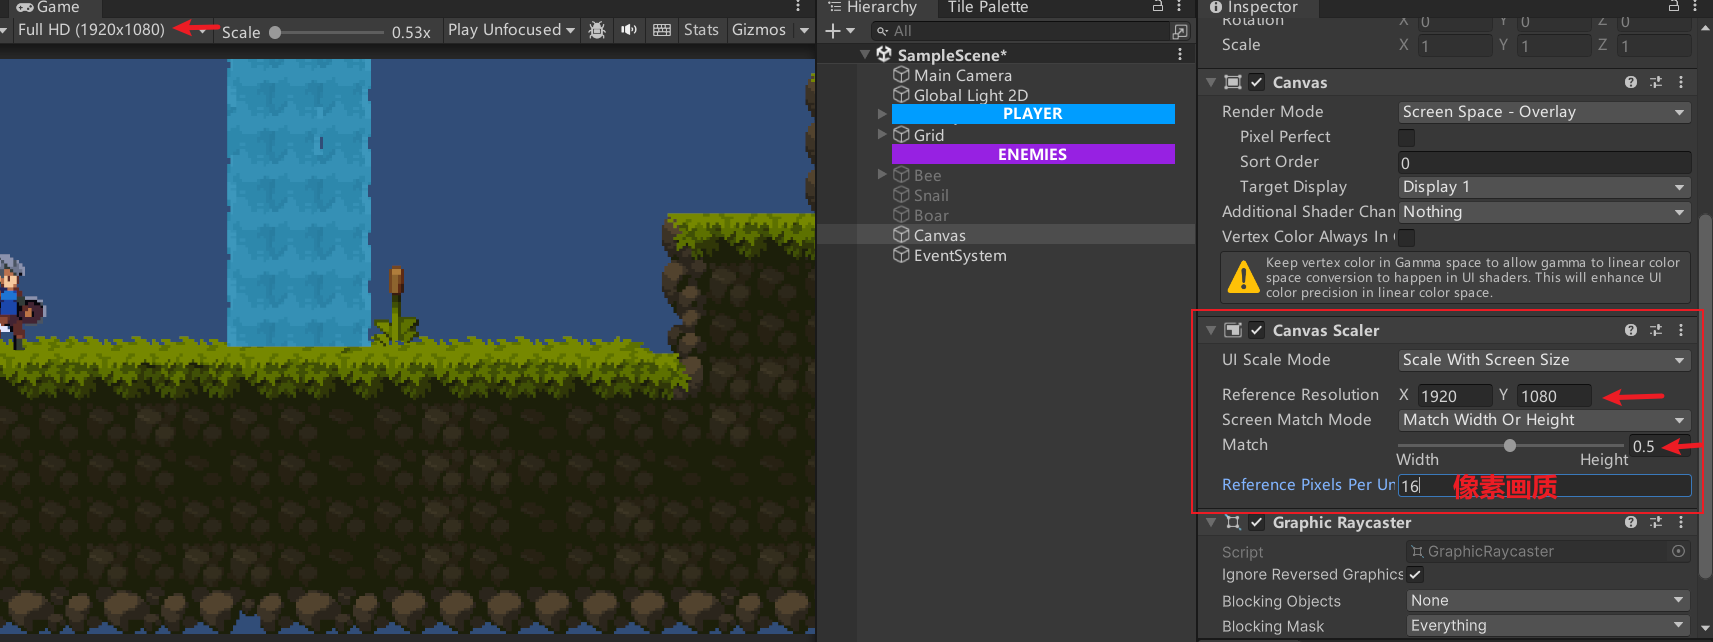 Game
Full HD (1920x1080)
Scale
0.53x
Play Unfocused
Stats
Gizmos
Hierarchy
Tile Palette
All
SampleScene*
Main Camera
Global Light 2D
PLAYER
Grid
ENEMIES
Bee
Snail
Boar
Canvas
EventSystem
Inspector
Rotation X 0 Y 0 Z 0
Scale X 1 Y 1 Z 1
Canvas
Render Mode Screen Space - Overlay
Pixel Perfect
Sort Order 0
Target Display Display 1
Additional Shader Chan Nothing
Vertex Color Always In
Keep vertex color in Gamma space to allow gamma to linear color
space conversion to happen in UI shaders. This will enhance UI
color precision in linear color space.
Canvas Scaler
UI Scale Mode Scale With Screen Size
Reference Resolution X 1920 Y 1080
Screen Match Mode Match Width Or Height
Match 0.5
Width Height
Reference Pixels Per Un 16 像素画质
Graphic Raycaster
Script GraphicRaycaster
Ignore Reversed Graphics
Blocking Objects None
Blocking Mask Everything